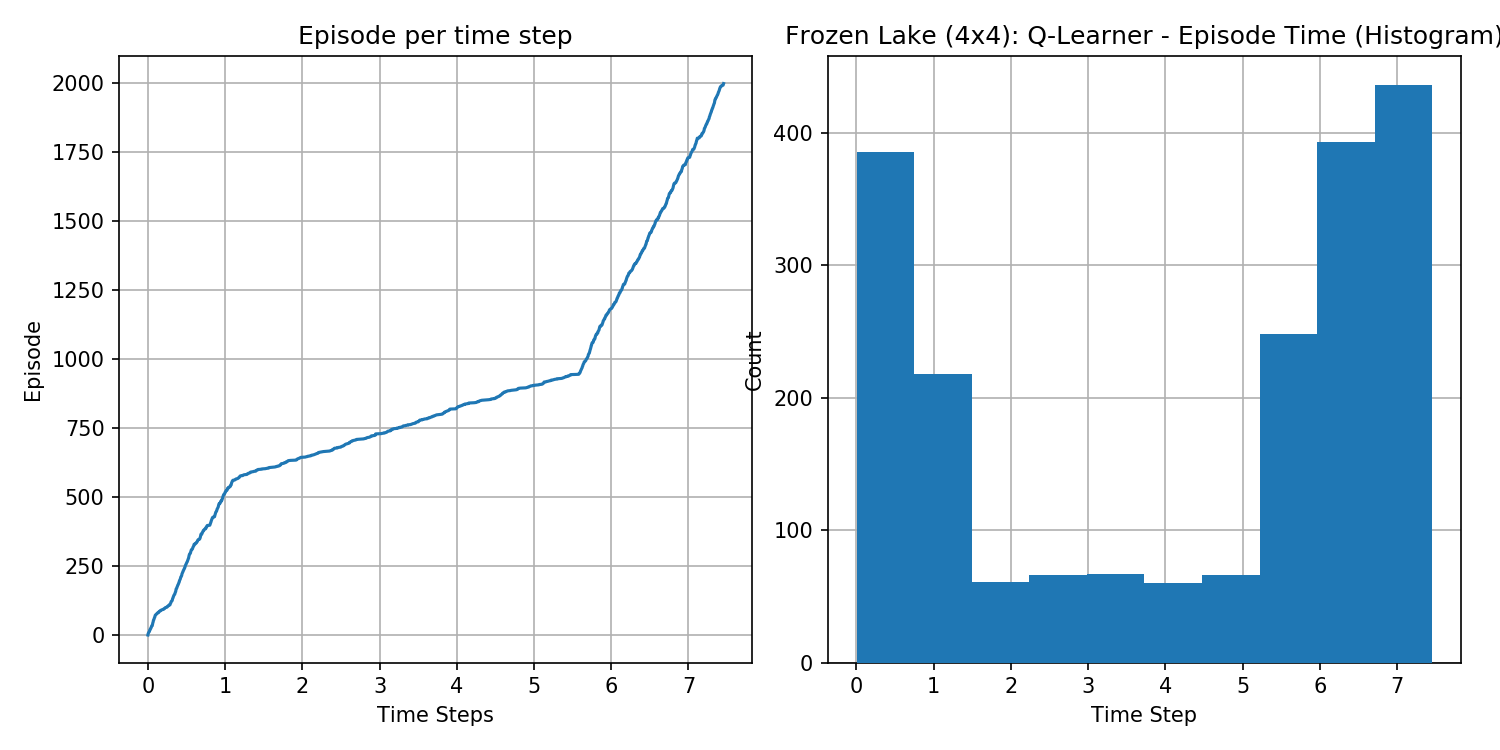 Episode per time step
Episode
2000
1750
1500
1250
1000
750
500
250
0
0 1 2 3 4 5 6 7
Time Steps
Frozen Lake (4x4): Q-Learner - Episode Time (Histogram)
Count
400
300
200
100
0
0 1 2 3 4 5 6 7
Time Step